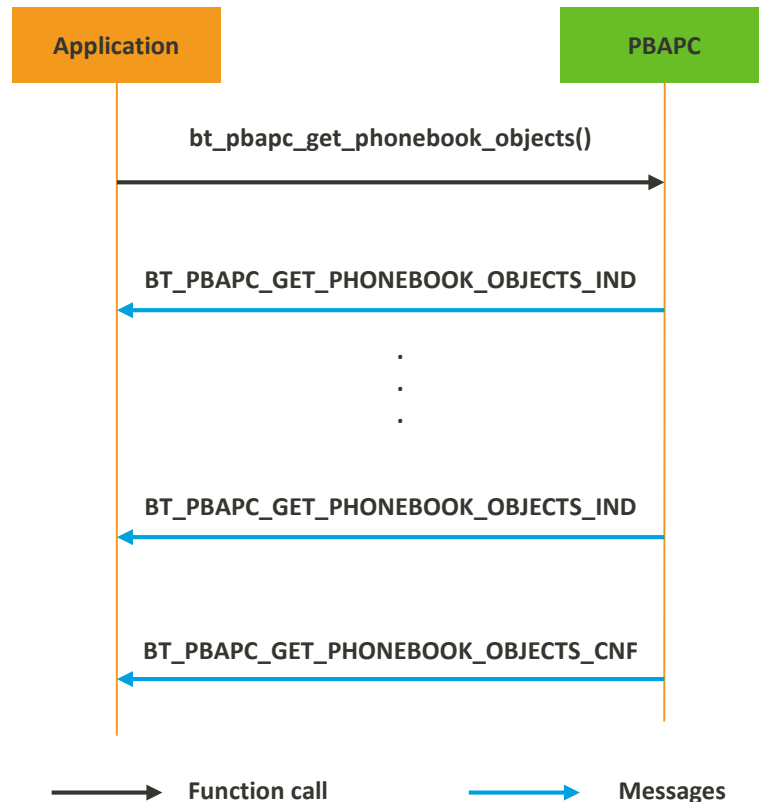 Application
PBAPC
bt_pbapc_get_phonebook_objects()
BT_PBAPC_GET_PHONEBOOK_OBJECTS_IND
.
.
.
BT_PBAPC_GET_PHONEBOOK_OBJECTS_IND
BT_PBAPC_GET_PHONEBOOK_OBJECTS_CNF
Function call
Messages